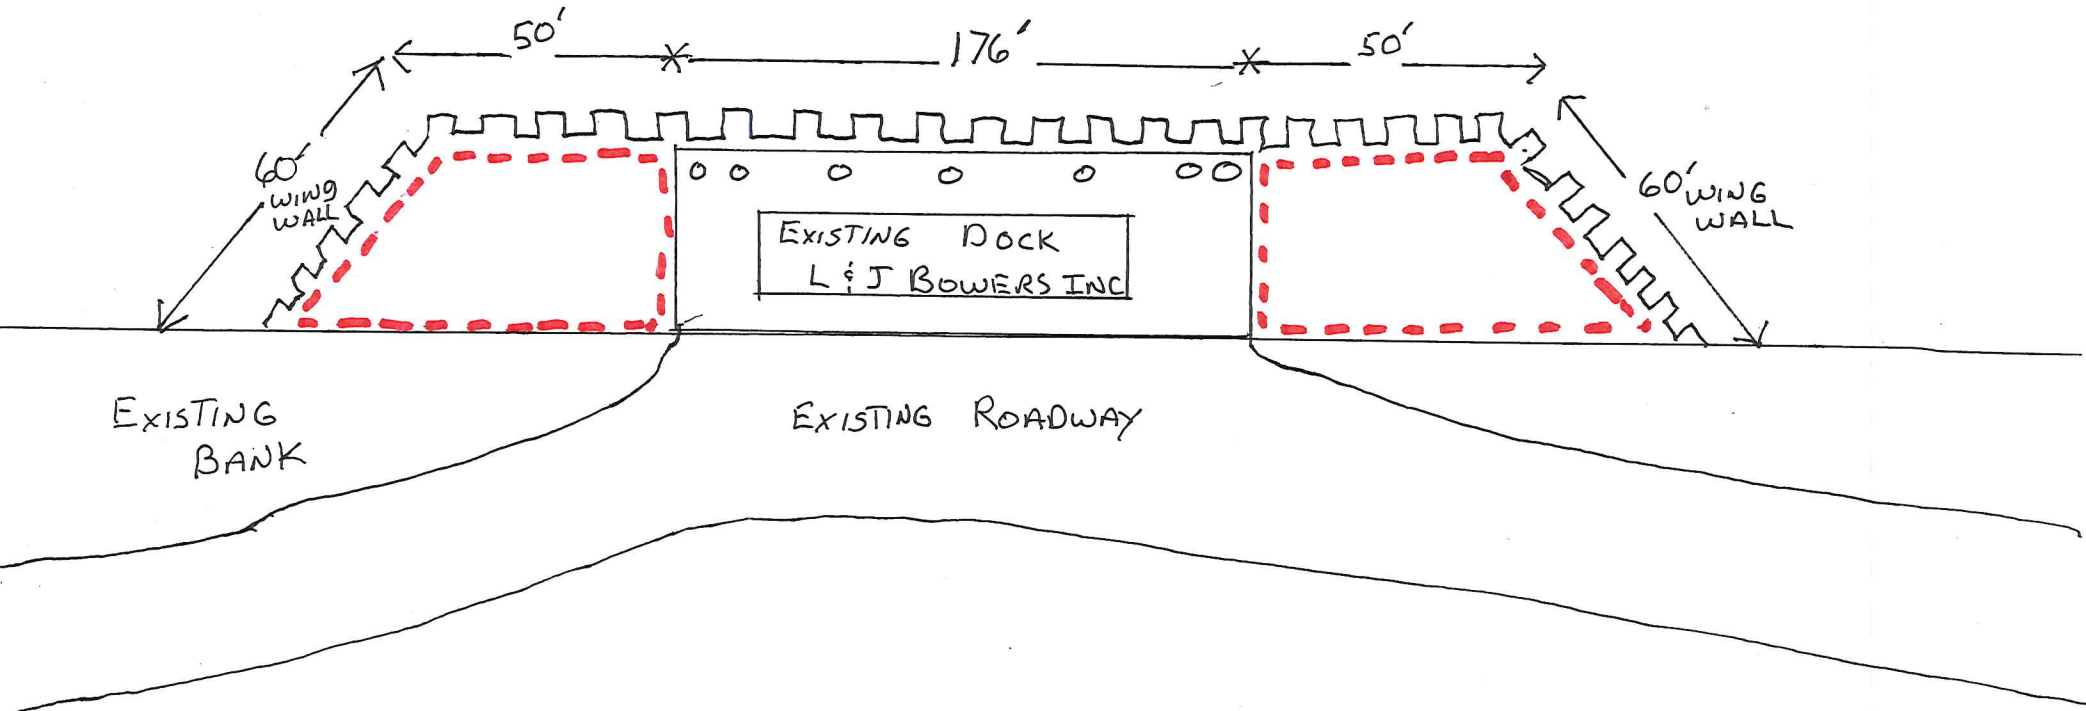 50'
176'
50'
60'
WING
WALL
60' WING
WALL
EXISTING DOCK
L & J BOWERS INC
EXISTING
BANK
EXISTING ROADWAY